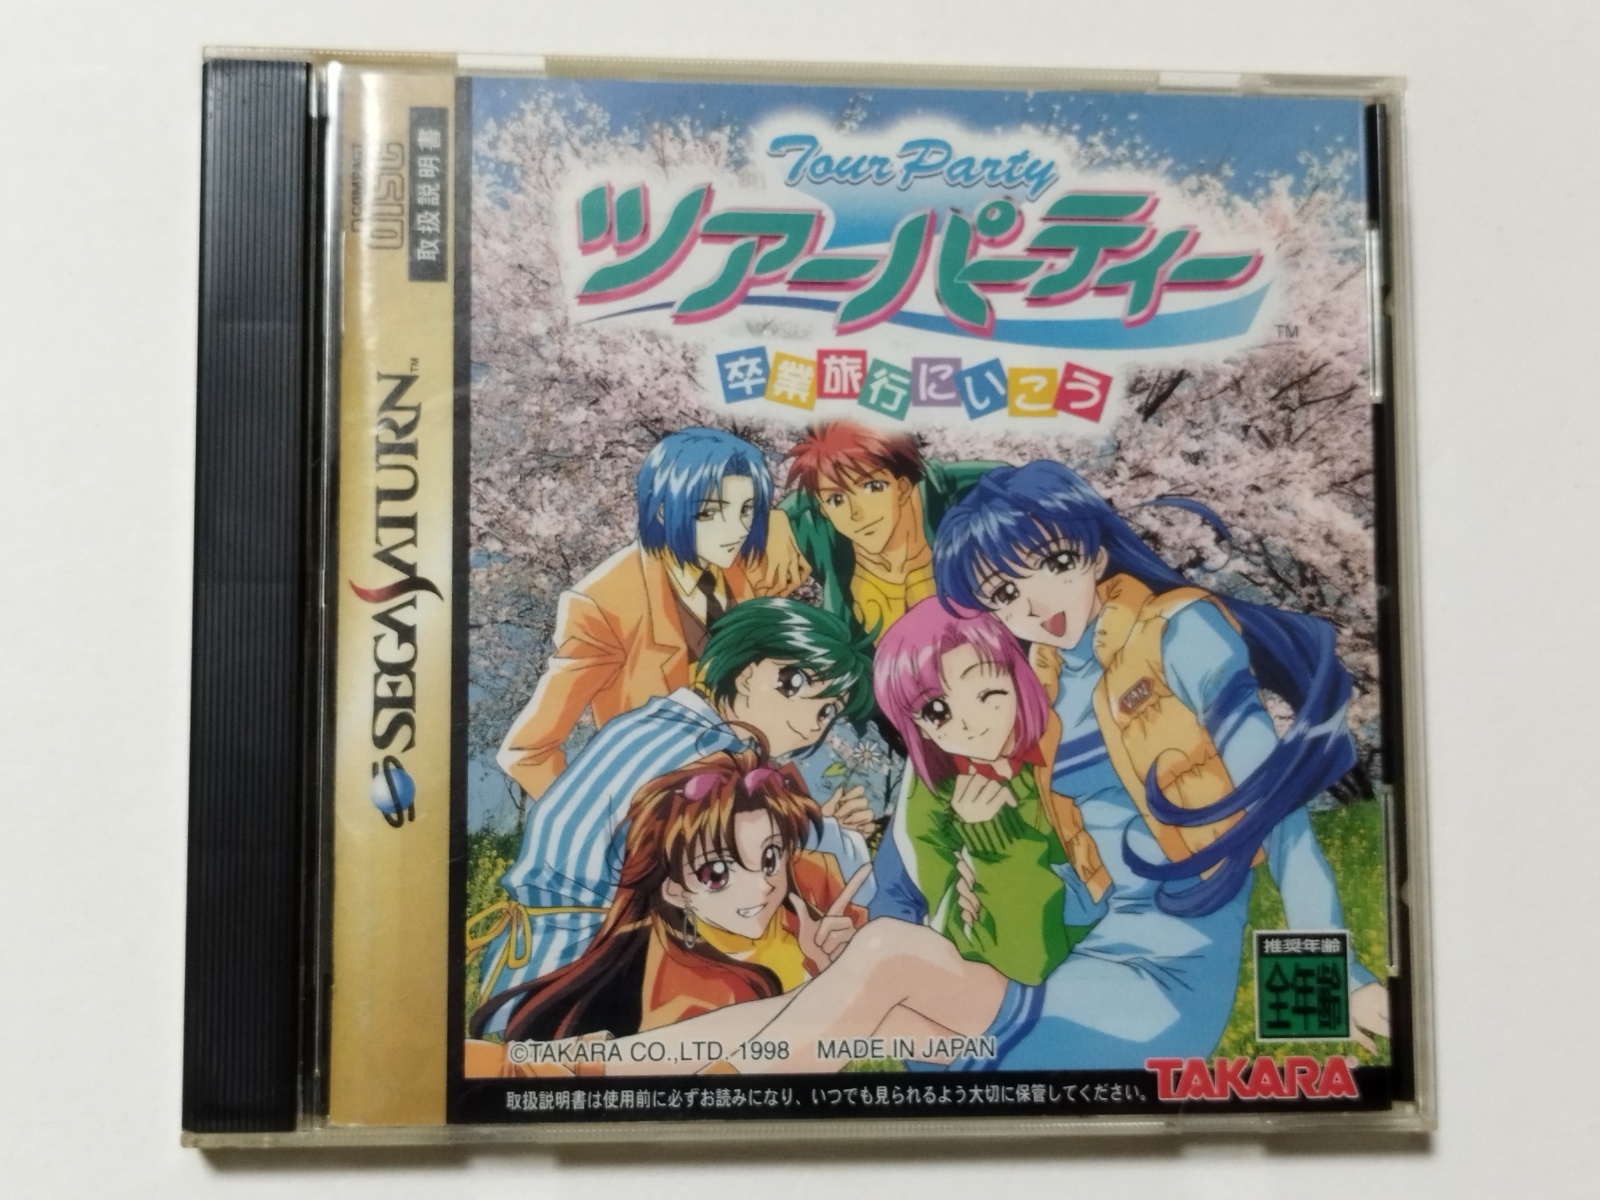 COMPACT
DISC
取扱説明書
SEGA SATURN™
Tour Party
ツアーパーティー
TM
卒業旅行にいこう
VAN
推奨年齢
全年齢
©TAKARA CO.,LTD. 1998 MADE IN JAPAN
TAKARA®
取扱説明書は使用前に必ずお読みになり、いつでも見られるよう大切に保管してください。